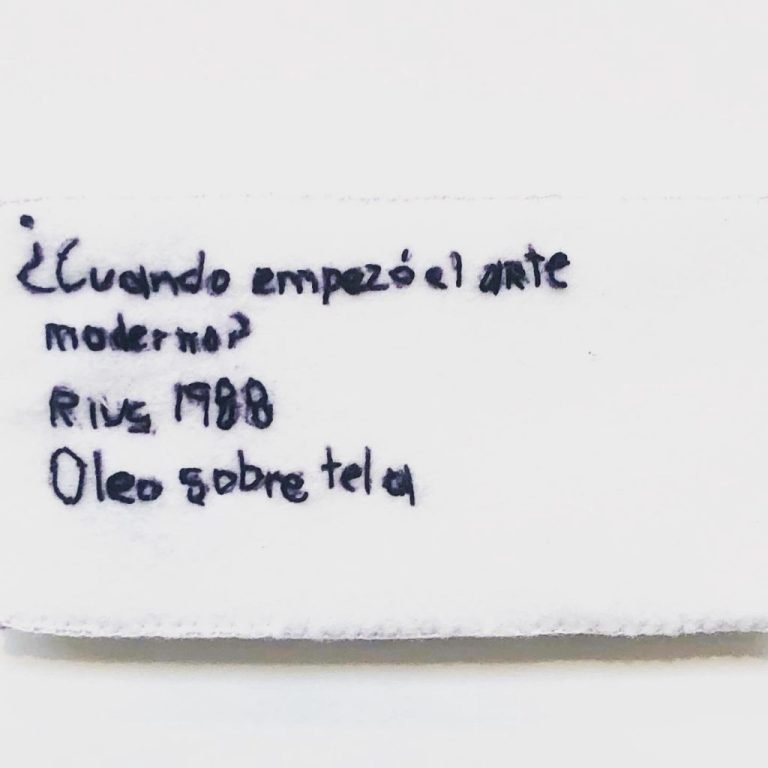 ¿Cuando empezó el arte
moderno?
Rius 1988
Oleo sobre tela